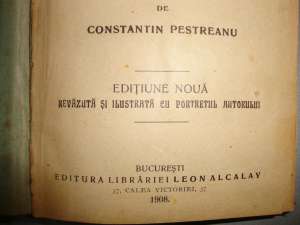 DE
CONSTANTIN PESTREANU
EDIȚIUNE NOUĂ
REVĂZUTĂ ȘI ILUSTRATĂ CU PORTRETUL AUTORULUI
BUCUREȘTI
EDITURA LIBRĂRIEI LEON ALCALAY
37, CALEA VICTORIEI, 37
1908.